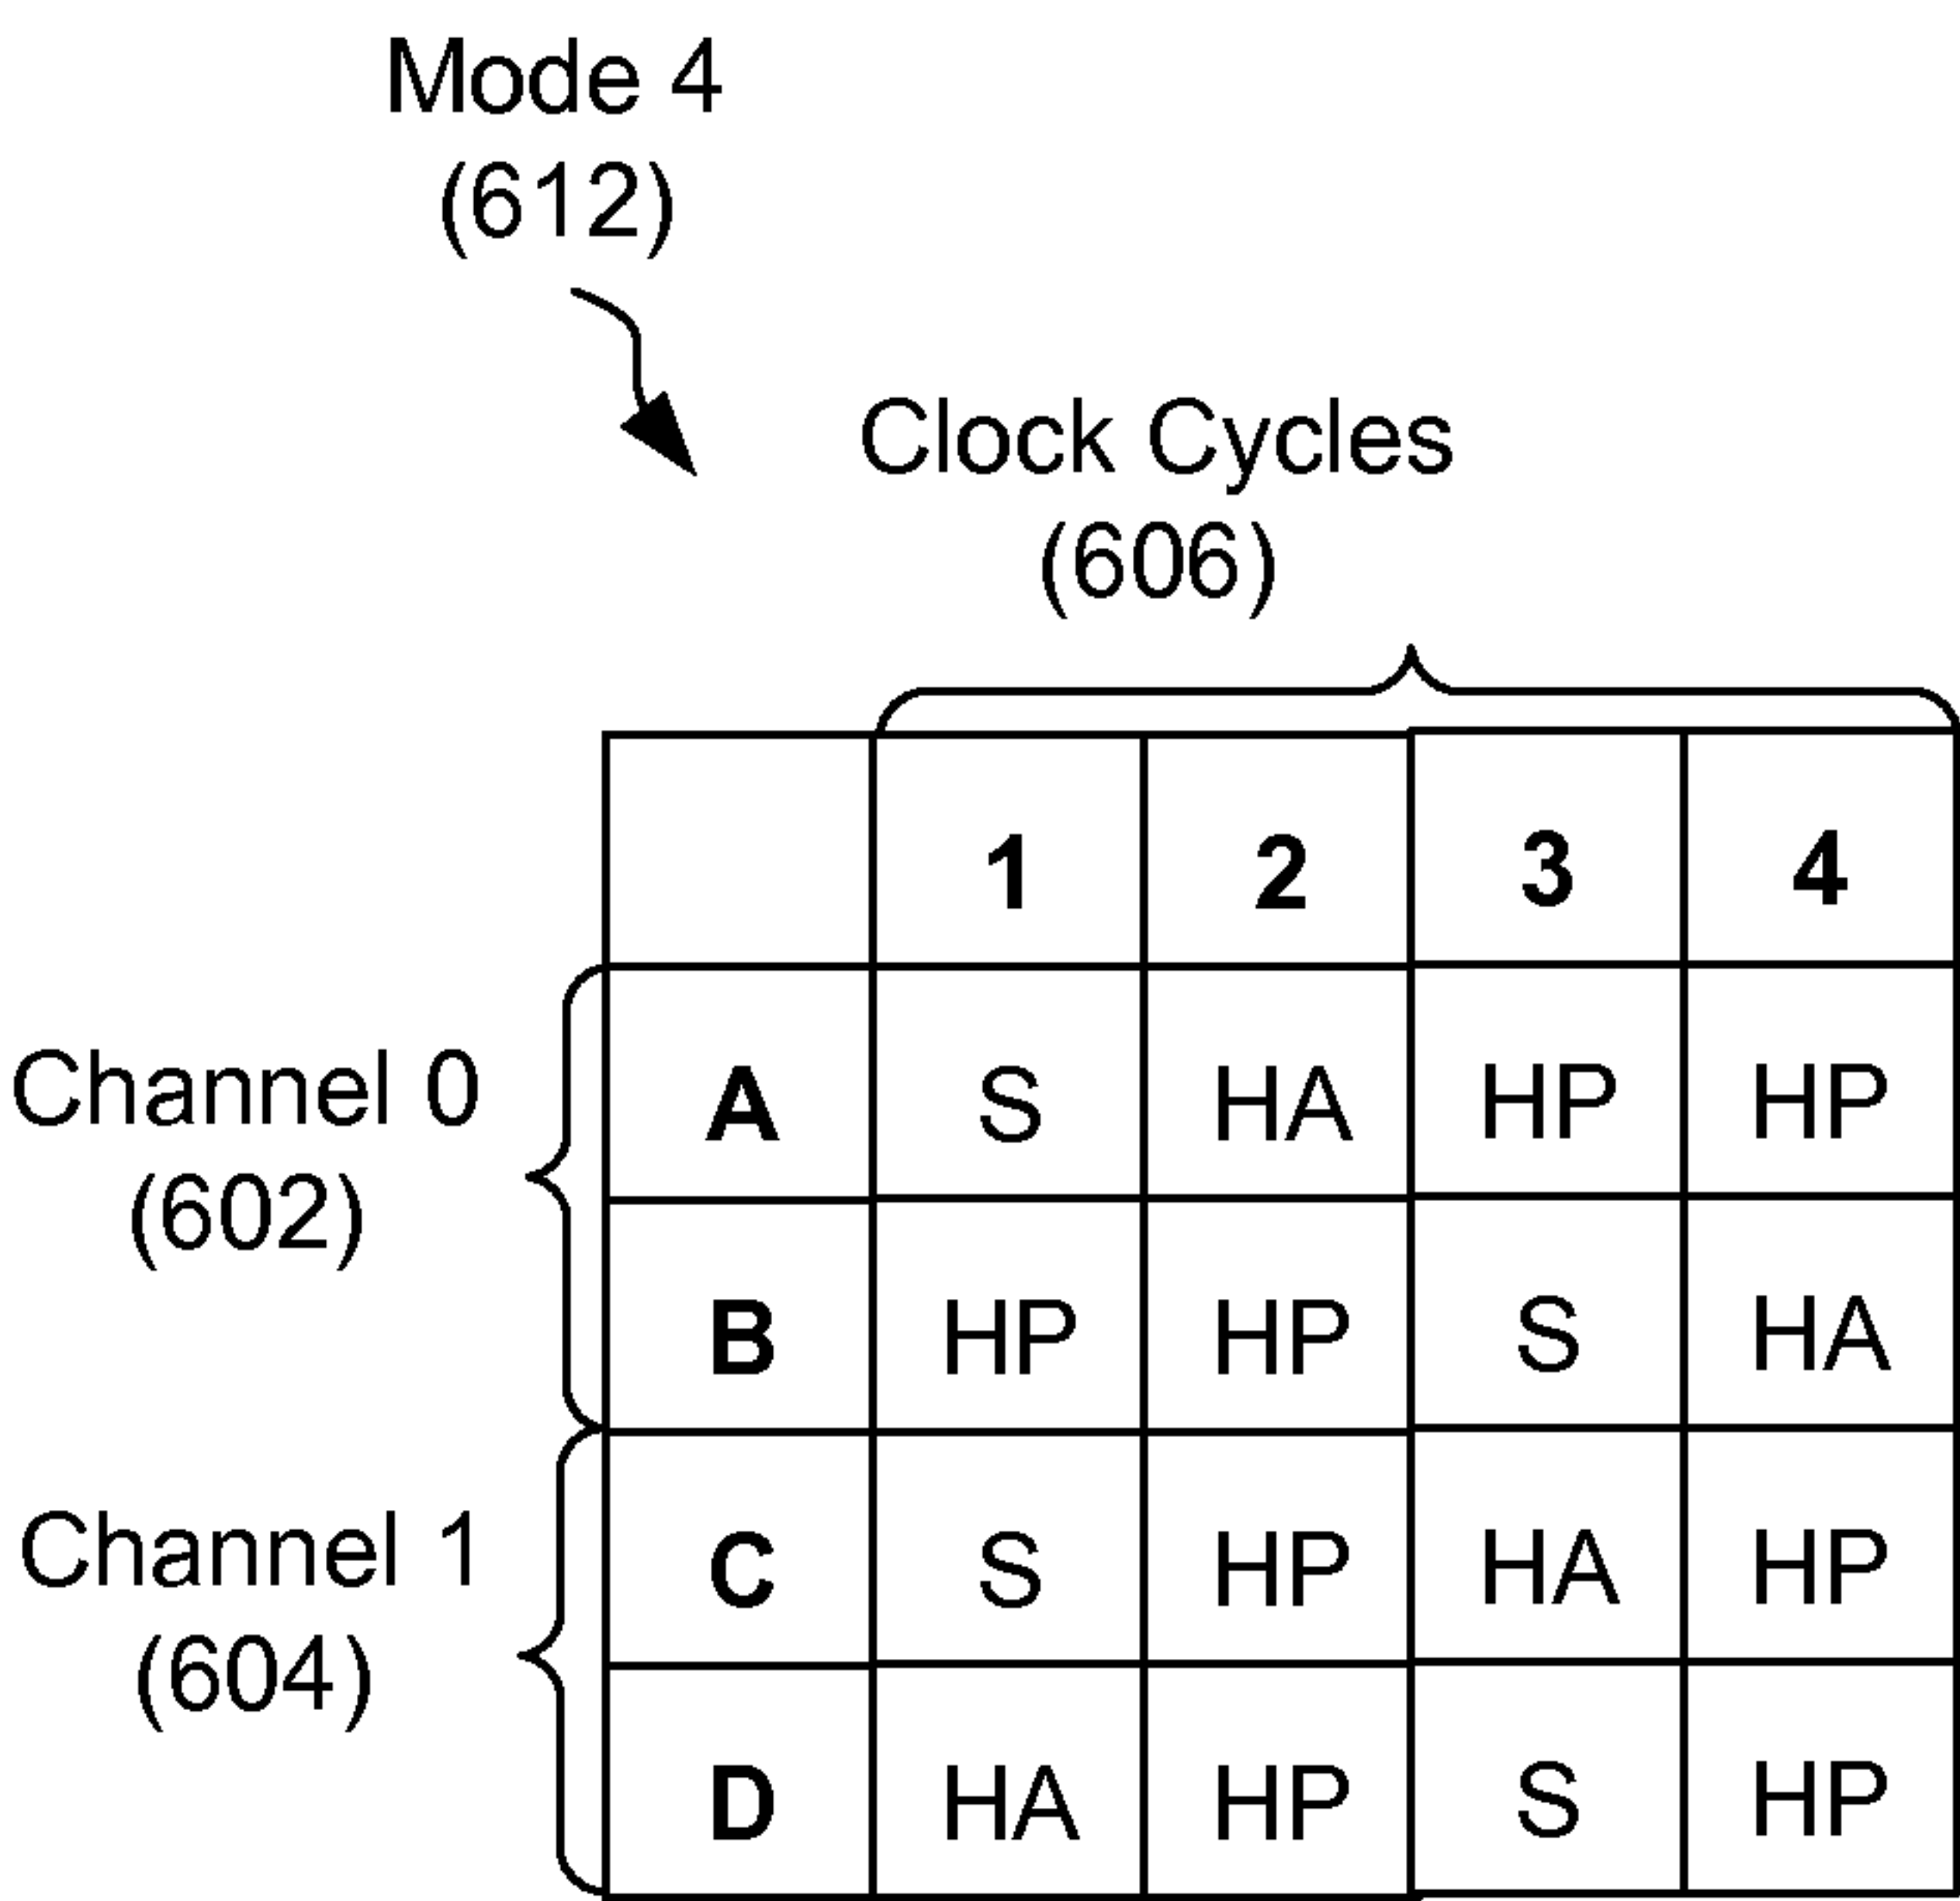 Mode 4
(612)
Clock Cycles
(606)
1 2 3 4
Channel 0
(602)
A S HA HP HP
B HP HP S HA
Channel 1
(604)
C S HP HA HP
D HA HP S HP